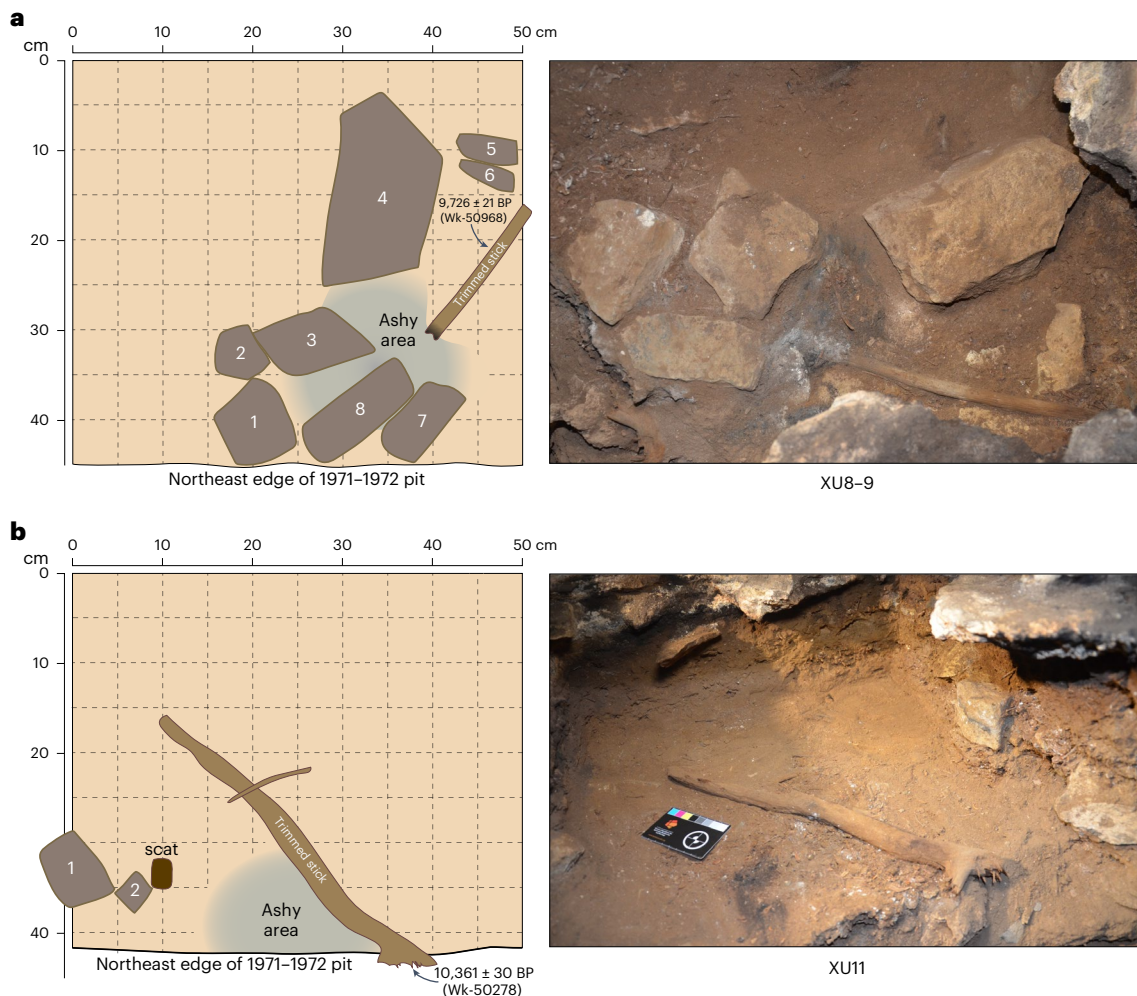 a
0 10 20 30 40 50 cm
cm
0
10
20
30
40
5
6
4
9,726 ± 21 BP
(Wk-50968)
Trimmed stick
Ashy
area
3
2
1
8
7
Northeast edge of 1971–1972 pit
XU8–9
b
0 10 20 30 40 50 cm
cm
0
10
20
30
40
Trimmed stick
scat
1
2
Ashy
area
Northeast edge of 1971–1972 pit
10,361 ± 30 BP
(Wk-50278)
XU11